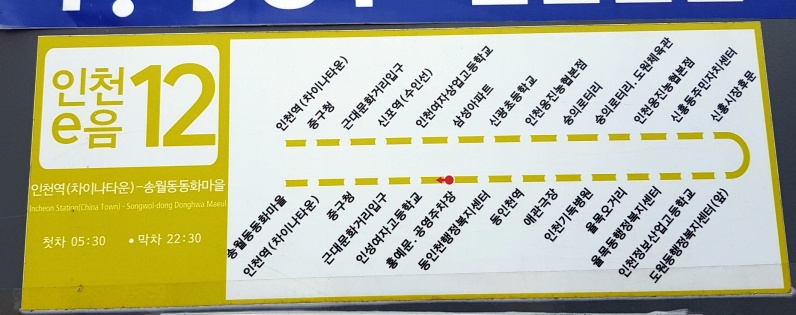 인천
e음 12
인천역(차이나타운)-송월동동화마을
Incheon Station(China Town) - Songwol-dong Donghwa Maeul
첫차 05:30 • 막차 22:30
인천역(차이나타운)
중구청
근대문화거리입구
신포역(수인선)
인천여자상업고등학교
삼성아파트
신광초등학교
인천옹진농협본점
숭의로터리
숭의로터리.도원체육관
인천옹진농협본점
신흥동주민자치센터
신흥시장후문
송월동동화마을
인천역(차이나타운)
중구청
근대문화거리입구
인성여자고등학교
홍예문.공영주차장
동인천행정복지센터
동인천역
애관극장
인천기독병원
율목오거리
율목동행정복지센터
인천정보산업고등학교
도원동행정복지센터(앞)